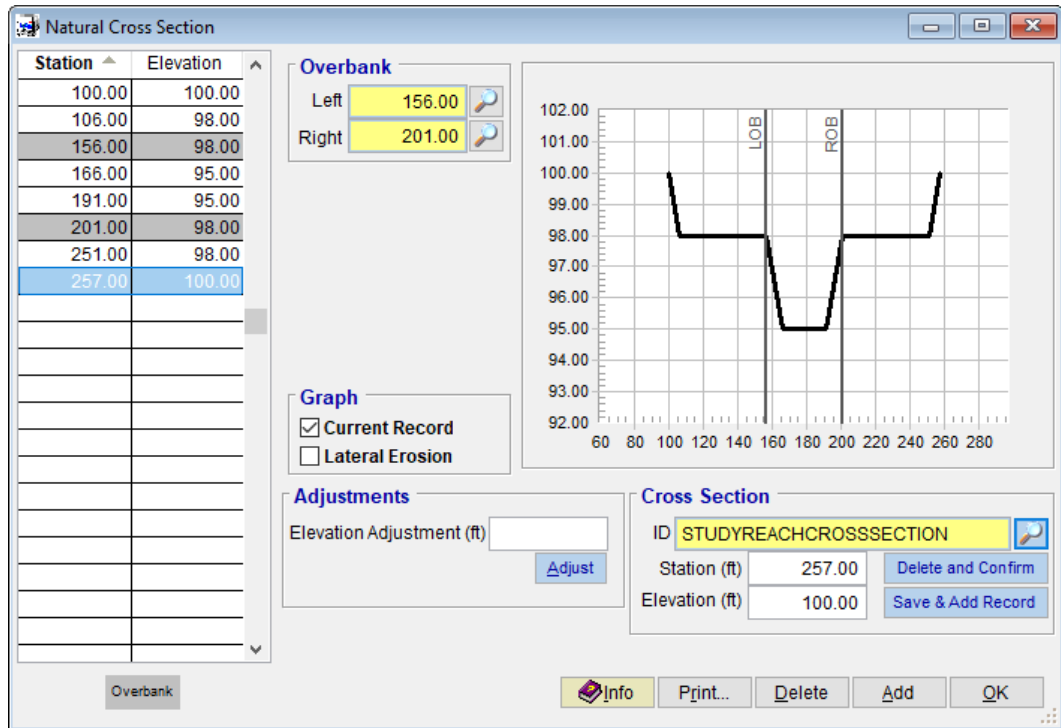 Natural Cross Section
Station Elevation
100.00 100.00
106.00 98.00
156.00 98.00
166.00 95.00
191.00 95.00
201.00 98.00
251.00 98.00
257.00 100.00
Overbank
Overbank
Left 156.00
Right 201.00
Graph
Current Record
Lateral Erosion
102.00
101.00
100.00
99.00
98.00
97.00
96.00
95.00
94.00
93.00
92.00
LOB
ROB
60 80 100 120 140 160 180 200 220 240 260 280
Adjustments
Elevation Adjustment (ft)
Adjust
Cross Section
ID STUDYREACHCROSSSECTION
Station (ft) 257.00 Delete and Confirm
Elevation (ft) 100.00 Save & Add Record
Info Print... Delete Add OK